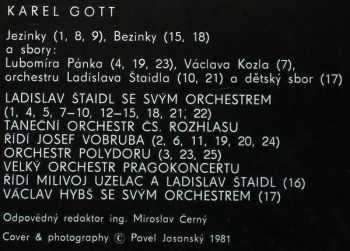 KAREL GOTT
Jezinky (1, 8, 9), Bezinky (15, 18)
a sbory:
Lubomíra Pánka (4, 19, 23), Václava Kozla (7),
orchestru Ladislava Štaidla (10, 21) a dětský sbor (17)
LADISLAV ŠTAIDL SE SVÝM ORCHESTREM
(1, 4, 5, 7–10, 12–15, 18, 21, 22)
TANEČNÍ ORCHESTR ČS. ROZHLASU
ŘÍDÍ JOSEF VOBRUBA (2, 6, 11, 19, 20, 24)
ORCHESTR POLYDORU (3, 23, 25)
VELKÝ ORCHESTR PRAGOKONCERTU
ŘÍDÍ MILIVOJ UZELAC A LADISLAV ŠTAIDL (16)
VÁCLAV HYBŠ SE SVÝM ORCHESTREM (17)
Odpovědný redaktor ing. Miroslav Černý
Cover & photography © Pavel Jasanský 1981